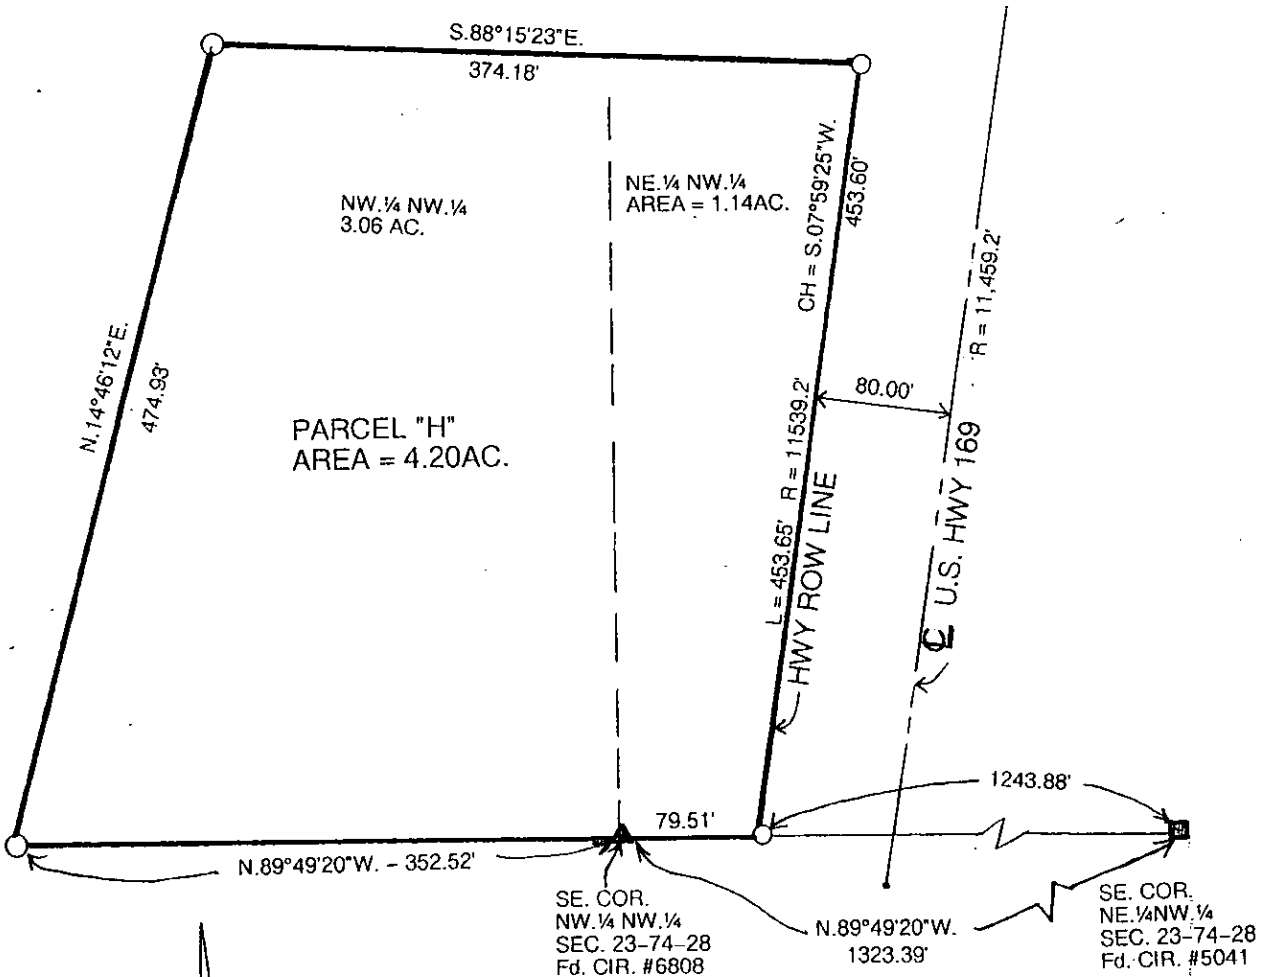 S.88°15'23"E.
374.18'
NW.¼ NW.¼
3.06 AC.
NE.¼ NW.¼
AREA = 1.14AC.
CH = S.07°59'25"W.
453.60'
R = 11,459.2'
N.14°46'12"E.
474.93'
80.00'
PARCEL "H"
AREA = 4.20AC.
L = 453.65' R = 11539.2'
HWY ROW LINE
℄ U.S. HWY 169
1243.88'
79.51'
N.89°49'20"W. - 352.52'
SE. COR.
NW.¼ NW.¼
SEC. 23-74-28
Fd. CIR. #6808
N.89°49'20"W.
1323.39'
SE. COR.
NE.¼NW.¼
SEC. 23-74-28
Fd. CIR. #5041